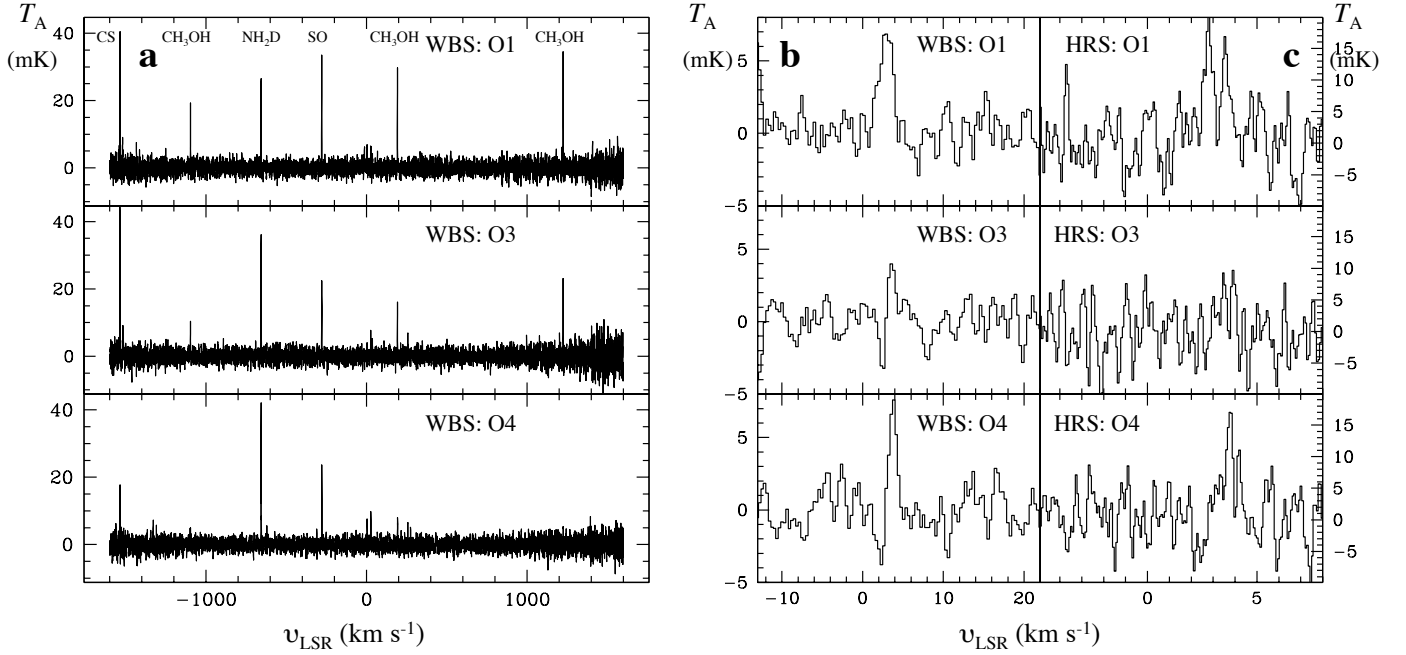 T_A T_A T_A
(mK) (mK)
CS CH₃OH NH₂D SO CH₃OH CH₃OH
a WBS: O1
40
20
0
WBS: O3
40
20
0
WBS: O4
40
20
0
−1000 0 1000
υ_LSR (km s⁻¹)
b WBS: O1 HRS: O1 c
5
0
−5
15
10
5
0
−5
WBS: O3 HRS: O3
5
0
−5
15
10
5
0
−5
WBS: O4 HRS: O4
5
0
−5
15
10
5
0
−5
−10 0 10 20 0 5
υ_LSR (km s⁻¹)